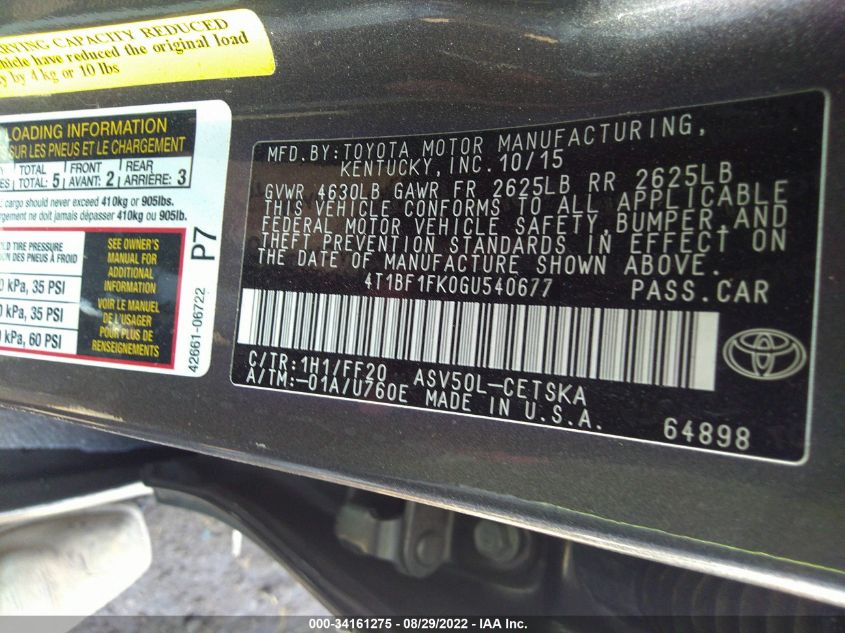 RYING CAPACITY REDUCED
hicle have reduced the original load
y by 4 kg or 10 lbs
LOADING INFORMATION
SUR LES PNEUS ET LE CHARGEMENT
TOTAL 5 FRONT 2 REAR 3
TOTAL: AVANT: ARRIÈRE:
cargo should never exceed 410kg or 905lbs.
argement ne doit jamais dépasser 410kg ou 905lb.
LD TIRE PRESSURE
ION DES PNEUS À FROID
kPa, 35 PSI
kPa, 35 PSI
kPa, 60 PSI
SEE OWNER'S
MANUAL FOR
ADDITIONAL
INFORMATION
VOIR LE MANUEL
DE L'USAGER
POUR PLUS DE
RENSEIGNEMENTS
P7
42661-06722
MFD.BY:TOYOTA MOTOR MANUFACTURING,
KENTUCKY,INC.10/15
GVWR 4630LB GAWR FR 2625LB RR 2625LB
THIS VEHICLE CONFORMS TO ALL APPLICABLE
FEDERAL MOTOR VEHICLE SAFETY,BUMPER,AND
THEFT PREVENTION STANDARDS IN EFFECT ON
THE DATE OF MANUFACTURE SHOWN ABOVE.
4T1BF1FK0GU540677 PASS.CAR
C/TR:1H1/FF20 ASV50L-CETSKA
A/TM:-01A/U760E MADE IN U.S.A.
64898
000-34161275 - 08/29/2022 - IAA Inc.